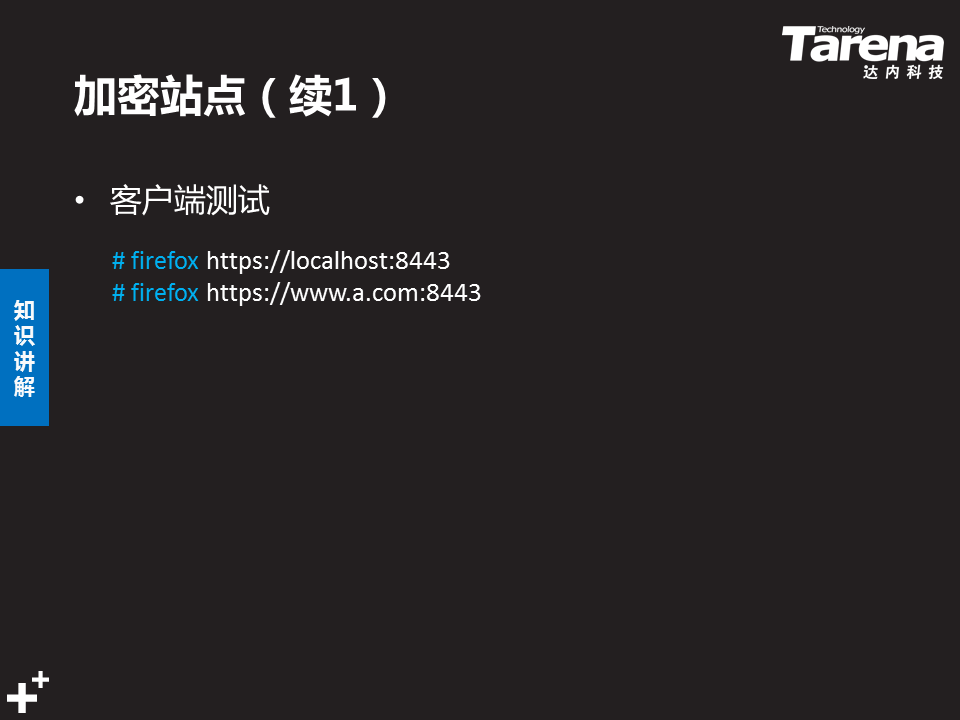 Technology
Tarena
达内科技
加密站点（续1）
• 客户端测试
# firefox https://localhost:8443
# firefox https://www.a.com:8443
知
识
讲
解